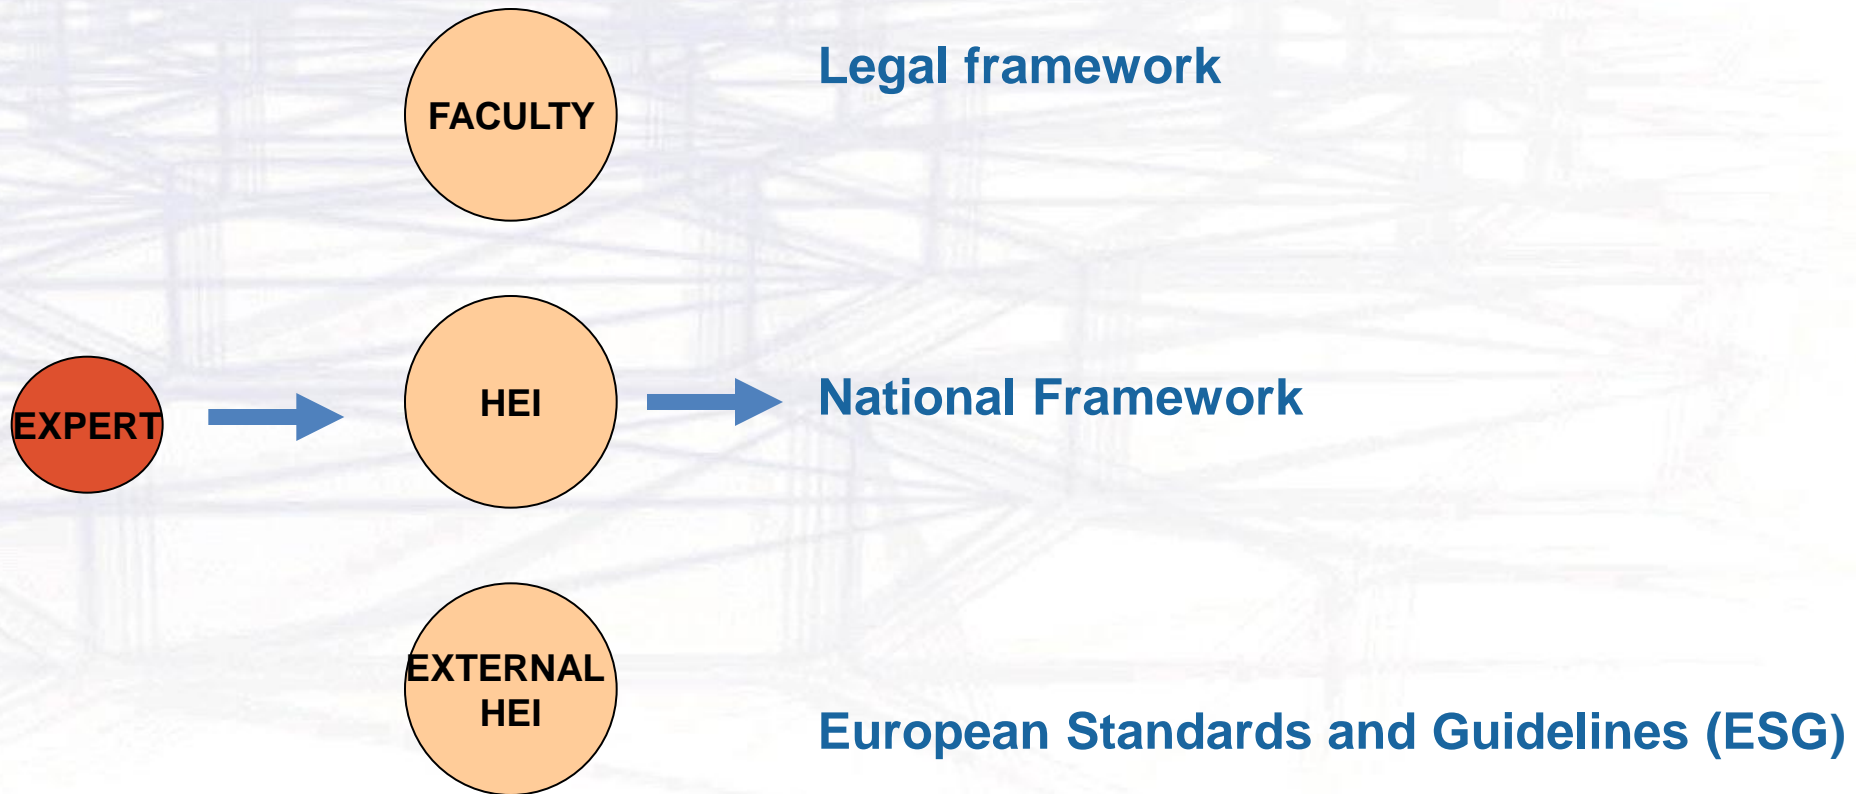 Legal framework
FACULTY
EXPERT
HEI
National Framework
EXTERNAL
HEI
European Standards and Guidelines (ESG)